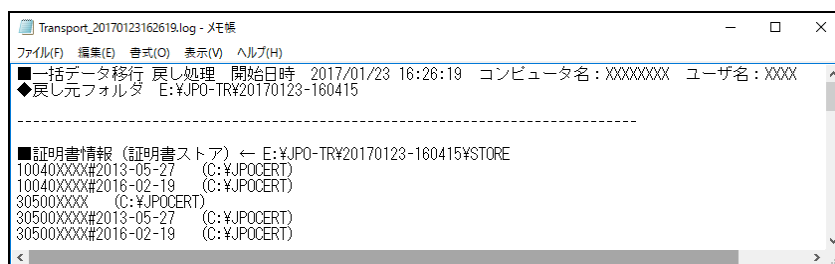 Transport_20170123162619.log - メモ帳
ファイル(F) 編集(E) 書式(O) 表示(V) ヘルプ(H)
■一括データ移行 戻し処理　開始日時　2017/01/23 16:26:19　コンピュータ名：XXXXXXXX　ユーザ名：XXXX
◆戻し元フォルダ　E:¥JPO-TR¥20170123-160415
-----------------------------------------------------------------------------
■証明書情報（証明書ストア）← E:¥JPO-TR¥20170123-160415¥STORE
10040XXXX#2013-05-27　(C:¥JPOCERT)
10040XXXX#2016-02-19　(C:¥JPOCERT)
30500XXXX　(C:¥JPOCERT)
30500XXXX#2013-05-27　(C:¥JPOCERT)
30500XXXX#2016-02-19　(C:¥JPOCERT)